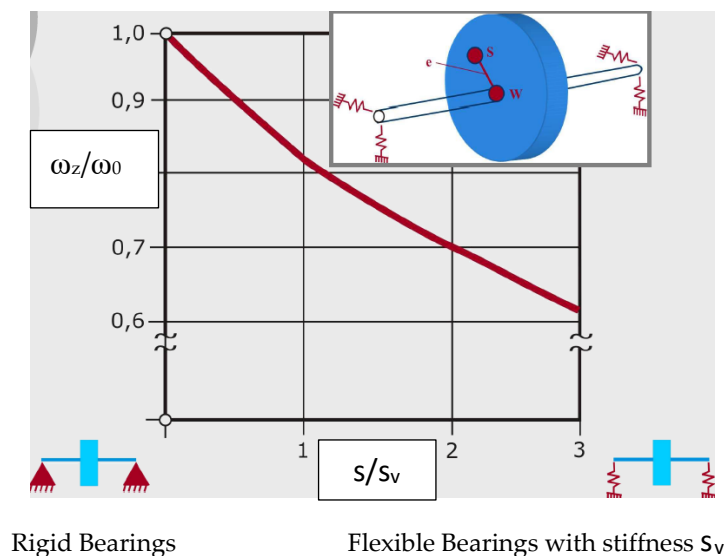 1,0
0,9
ωz/ω0
0,7
0,6
S
e
W
1
2
3
s/sv
Rigid Bearings
Flexible Bearings with stiffness sv